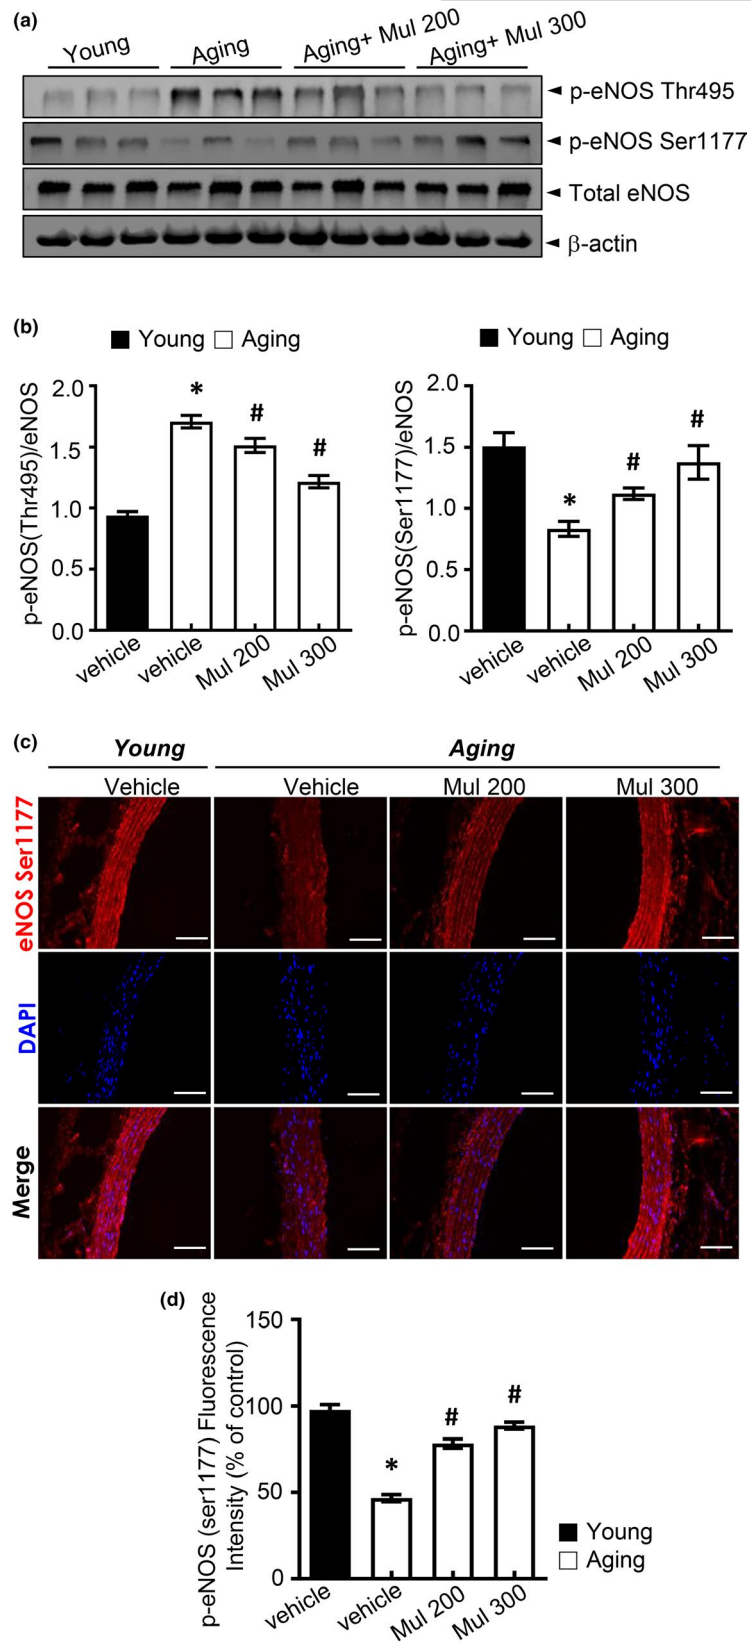 (a)
Young Aging Aging+ Mul 200 Aging+ Mul 300
p-eNOS Thr495
p-eNOS Ser1177
Total eNOS
β-actin
(b)
Young Aging
p-eNOS(Thr495)/eNOS
2.0
1.5
1.0
0.5
0.0
* # #
vehicle vehicle Mul 200 Mul 300
Young Aging
p-eNOS(Ser1177)/eNOS
2.0
1.5
1.0
0.5
0.0
* # #
vehicle vehicle Mul 200 Mul 300
(c)
Young Aging
Vehicle Vehicle Mul 200 Mul 300
eNOS Ser1177
DAPI
Merge
(d)
p-eNOS (ser1177) Fluorescence
Intensity (% of control)
150
100
50
0
* # #
vehicle vehicle Mul 200 Mul 300
Young
Aging